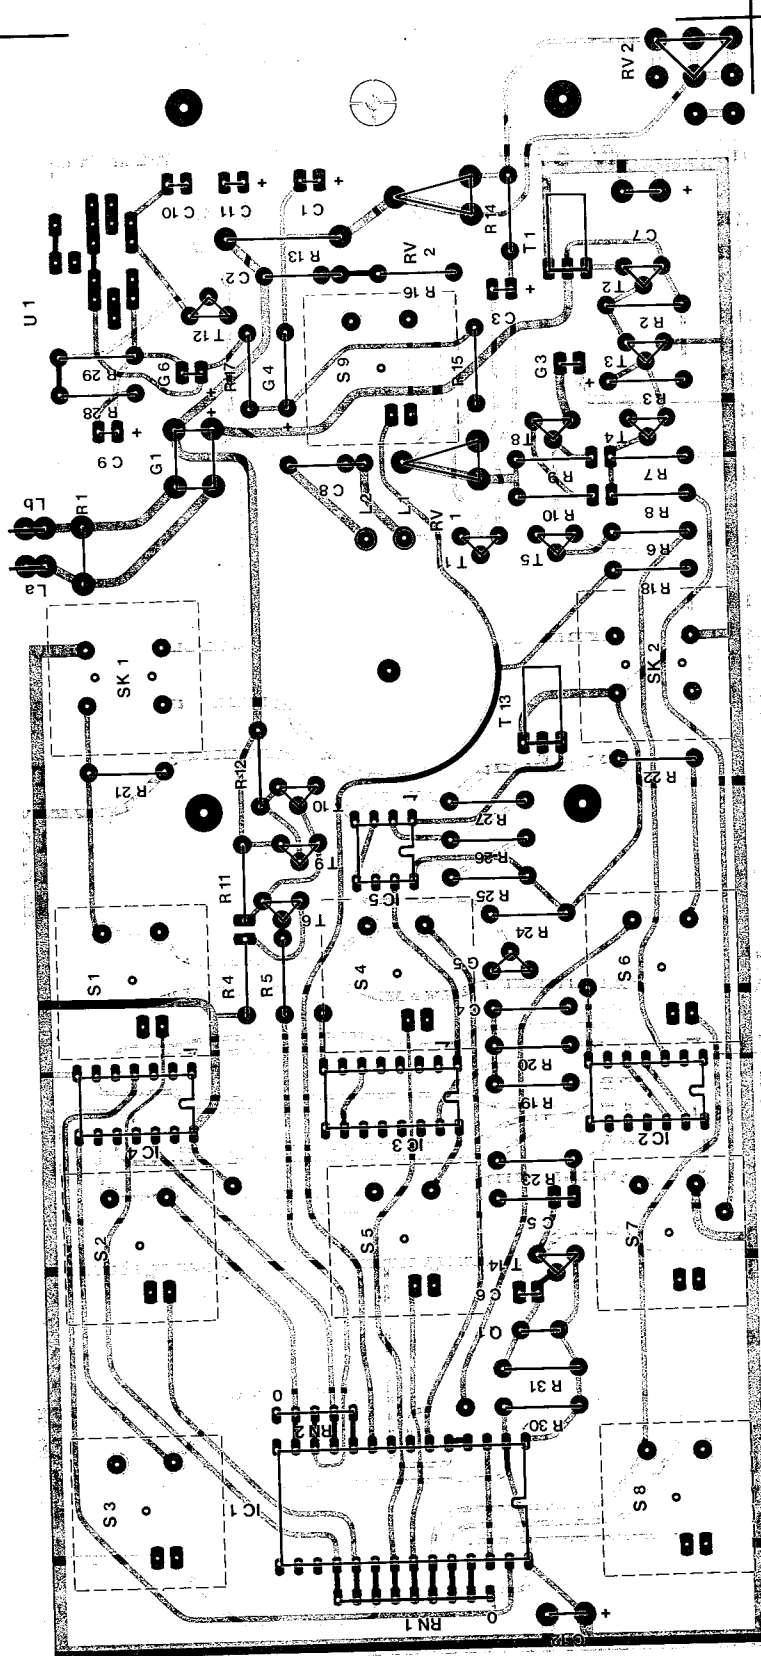 RV 2
U 1
C 10
C 11
+
C 1
+
R 14
T 1
+
C 7
R 13
C 2
RV
2
R 16
C 3
+
T 2
R 2
T 12
R 29
G 6
R 17
G 4
S 9
R 15
G 3
T 3
+
R 3
R 28
C 9
+
+
G 1
T 8
T 4
Lb
R 1
C 8
L2
L1
RV
1
R 9
R 7
R 10
R 8
La
T 1
T 5
R 6
R 18
SK 1
SK 2
T 13
R 21
R 12
R 22
T 10
R 27
T 9
R 26
R 11
IC 5
R 25
T 6
R 24
S 1
R 4
R 5
S 4
G 5
S 6
C 4
R 20
R 19
IC 4
IC 3
IC 2
R 23
S 2
S 5
C 5
S 7
T 14
C 6
Q 1
R 31
O
RN 2
R 30
S 3
IC 1
S 8
O
RN 1
+
C 12